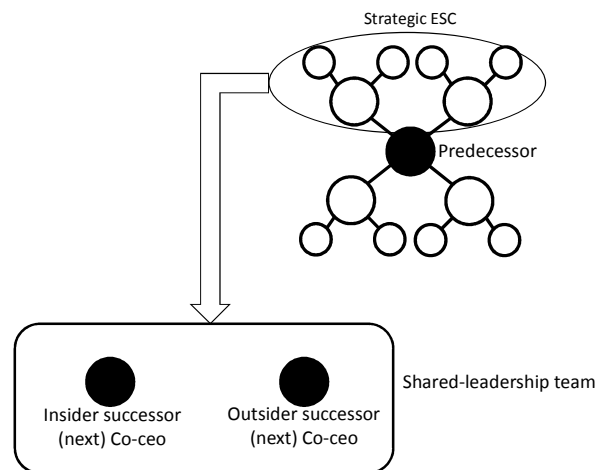 Strategic ESC
Predecessor
Shared-leadership team
Insider successor
(next) Co-ceo
Outsider successor
(next) Co-ceo